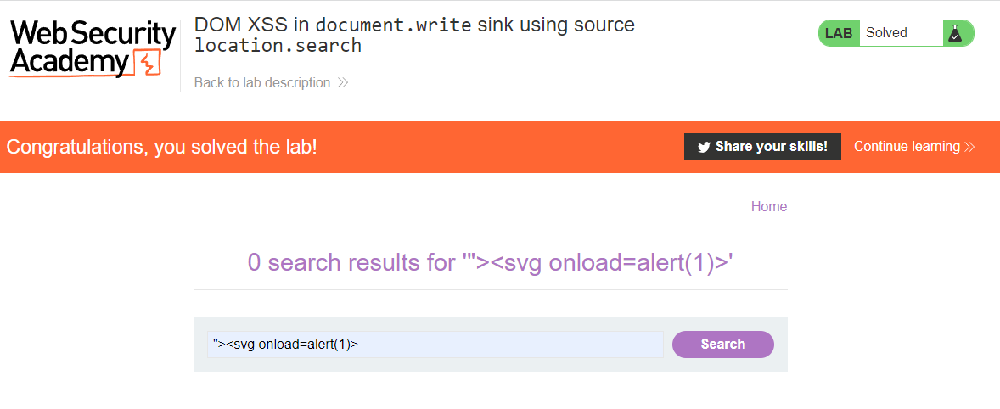 Web Security
Academy
DOM XSS in document.write sink using source
location.search
Back to lab description
LAB Solved
Congratulations, you solved the lab!
Share your skills!
Continue learning
Home
0 search results for '"><svg onload=alert(1)>'
"><svg onload=alert(1)>
Search